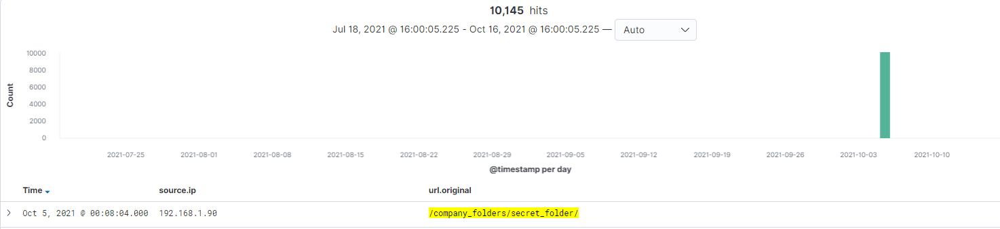 10,145 hits
Jul 18, 2021 @ 16:00:05.225 - Oct 16, 2021 @ 16:00:05.225 — Auto
10000
8000
6000
4000
2000
0
Count
2021-07-25 2021-08-01 2021-08-08 2021-08-15 2021-08-22 2021-08-29 2021-09-05 2021-09-12 2021-09-19 2021-09-26 2021-10-03 2021-10-10
@timestamp per day
Time source.ip url.original
Oct 5, 2021 @ 00:08:04.000 192.168.1.90 /company_folders/secret_folder/